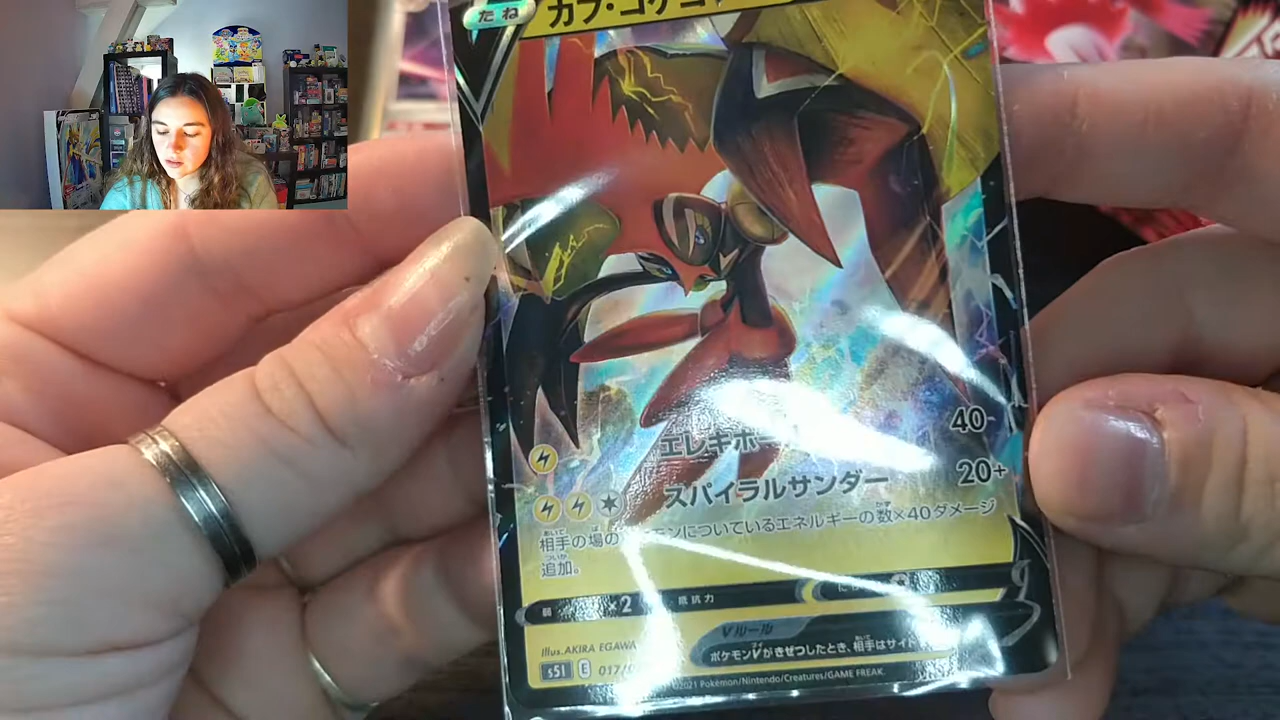 たね
カプ・コケコ
エレキボー
40
スパイラルサンダー
20+
相手の場の モンについているエネルギーの数×40ダメージ
追加。
×2
抵抗力
Vルール
ポケモンVがきぜつしたとき、相手はサイド
Illus. AKIRA EGAWA
E
017/
©2021 Pokémon/Nintendo/Creatures/GAME FREAK.